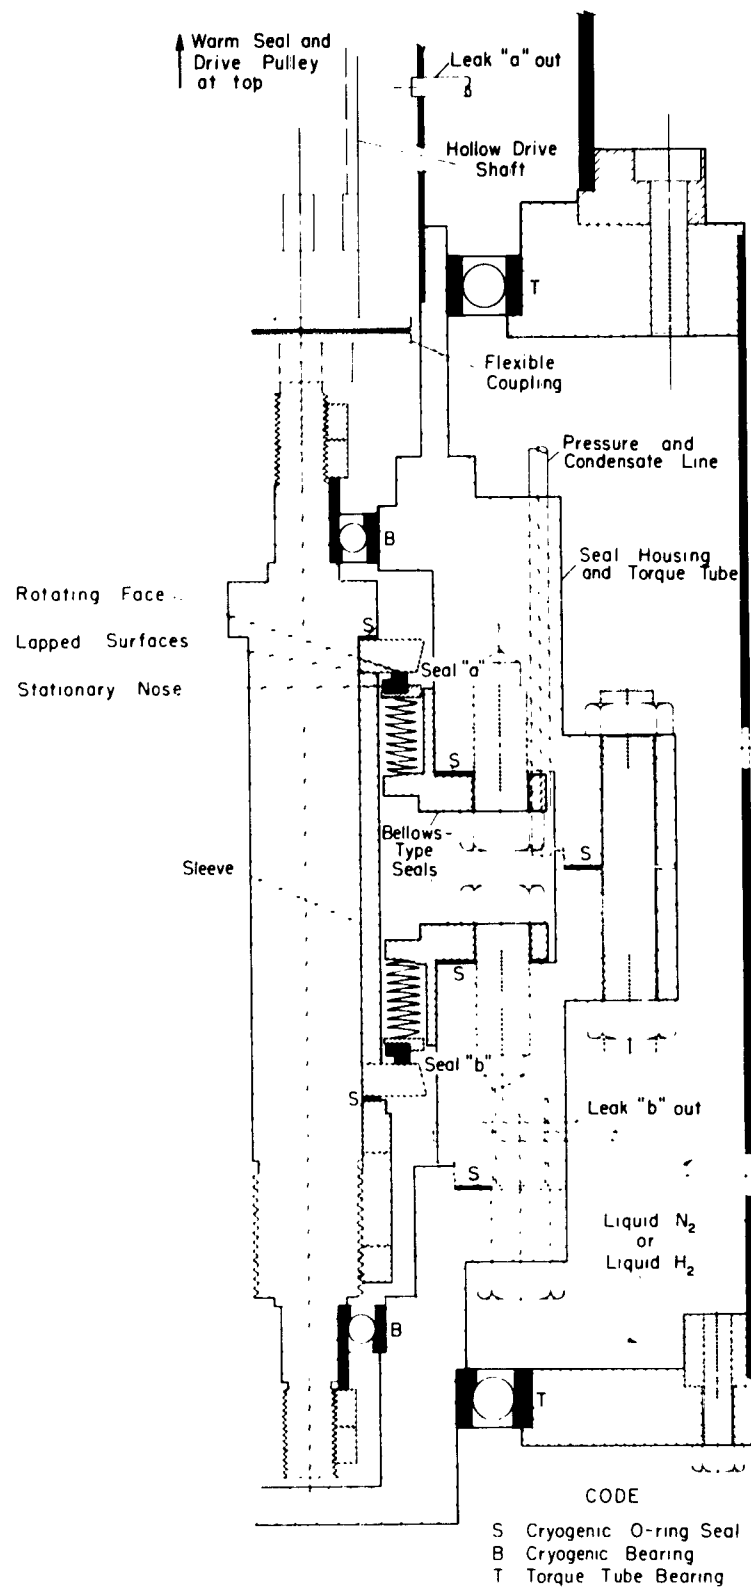 Warm Seal and
Drive Pulley
at top
Leak "a" out
Hollow Drive
Shaft
T
Flexible
Coupling
Pressure and
Condensate Line
B
Seal Housing
and Torque Tube
Rotating Face
S
Lapped Surfaces
Seal "a"
Stationary Nose
S
Bellows-
Type
Seals
S
Sleeve
S
Seal "b"
S
Leak "b" out
S
Liquid N₂
or
Liquid H₂
B
T
CODE
S Cryogenic O-ring Seal
B Cryogenic Bearing
T Torque Tube Bearing